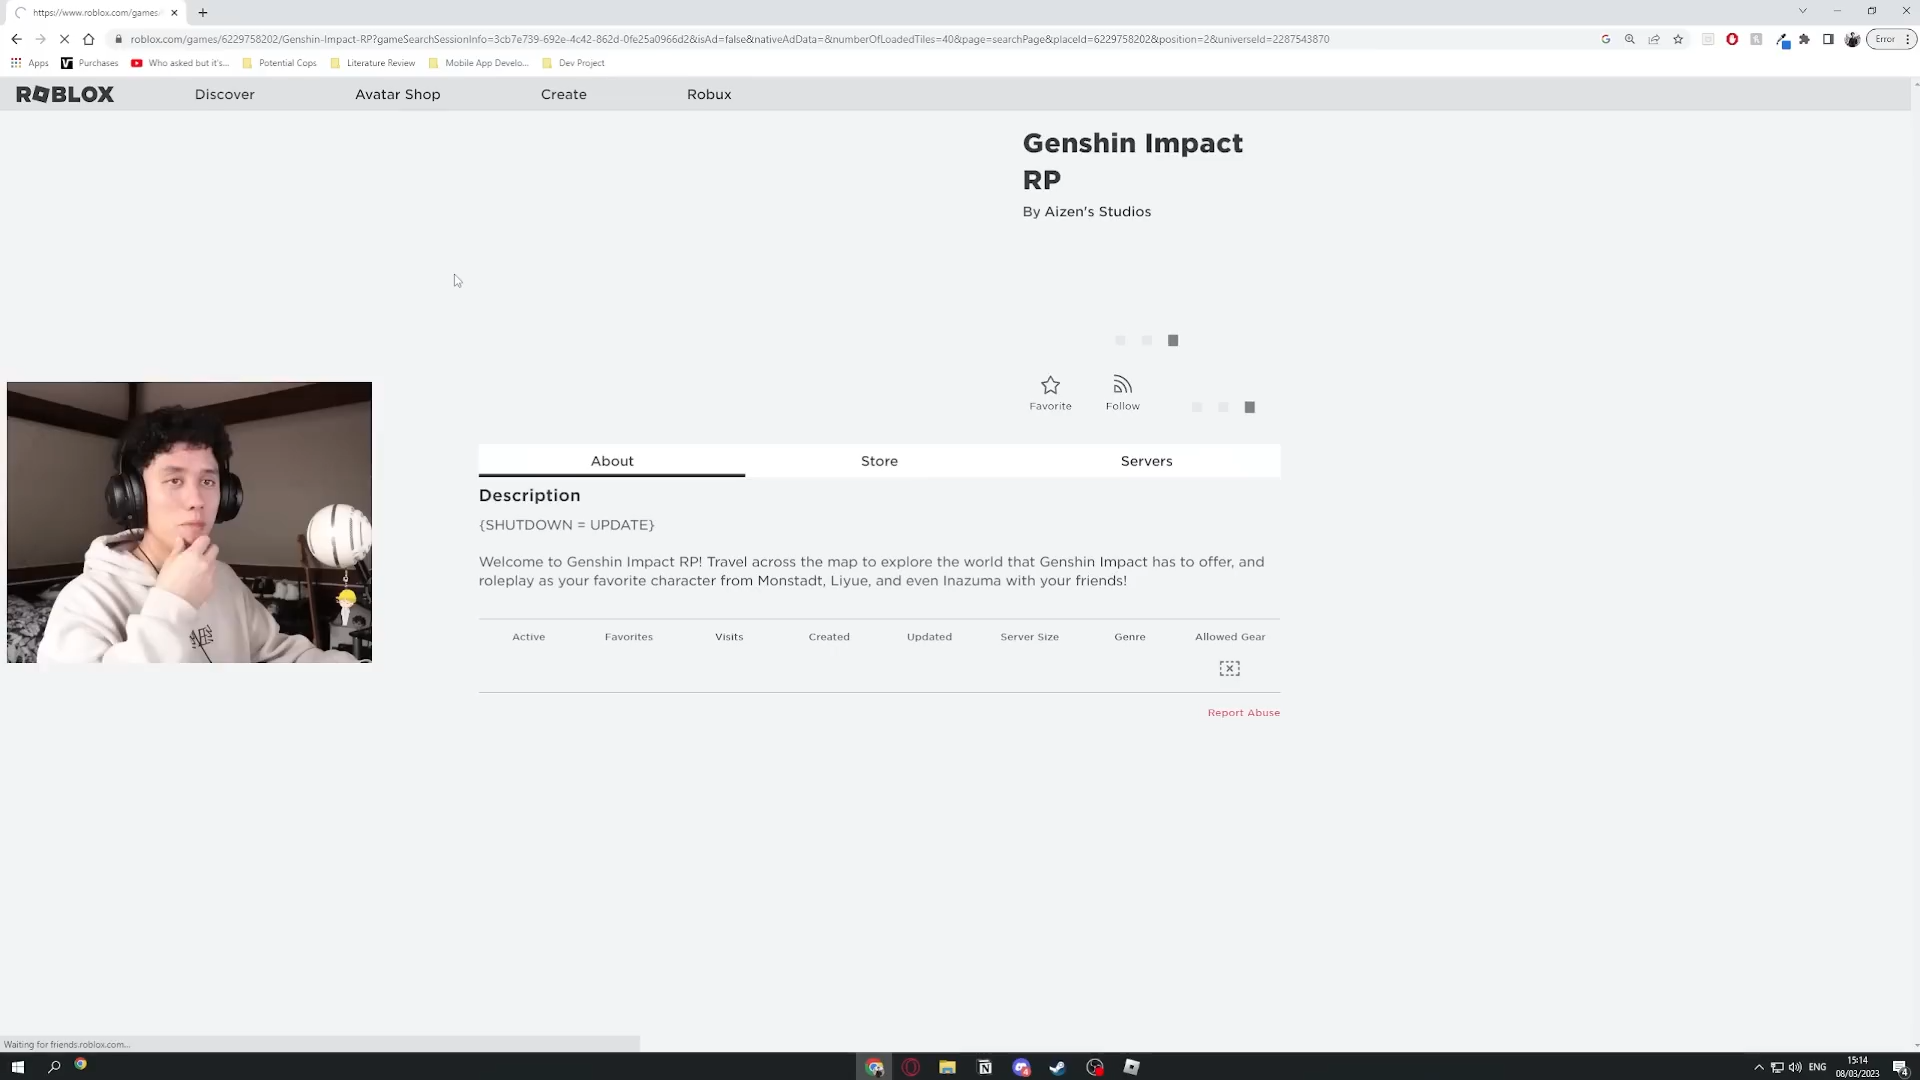 https://www.roblox.com/games/
roblox.com/games/6229758202/Genshin-Impact-RP?gameSearchSessionInfo=3cb7e739-692e-4c42-862d-0fe25a0966d2&isAd=false&nativeAdData=&numberOfLoadedTiles=40&page=searchPage&placeId=6229758202&position=2&universeId=2287543870
Error
Apps Purchases Who asked but it's... Potential Cops Literature Review Mobile App Develo... Dev Project
ROBLOX Discover Avatar Shop Create Robux
Genshin Impact
RP
By Aizen's Studios
Favorite Follow
About Store Servers
Description
{SHUTDOWN = UPDATE}
Welcome to Genshin Impact RP! Travel across the map to explore the world that Genshin Impact has to offer, and
roleplay as your favorite character from Monstadt, Liyue, and even Inazuma with your friends!
Active Favorites Visits Created Updated Server Size Genre Allowed Gear
Report Abuse
Waiting for friends.roblox.com...
ENG
15:14
08/03/2023
4